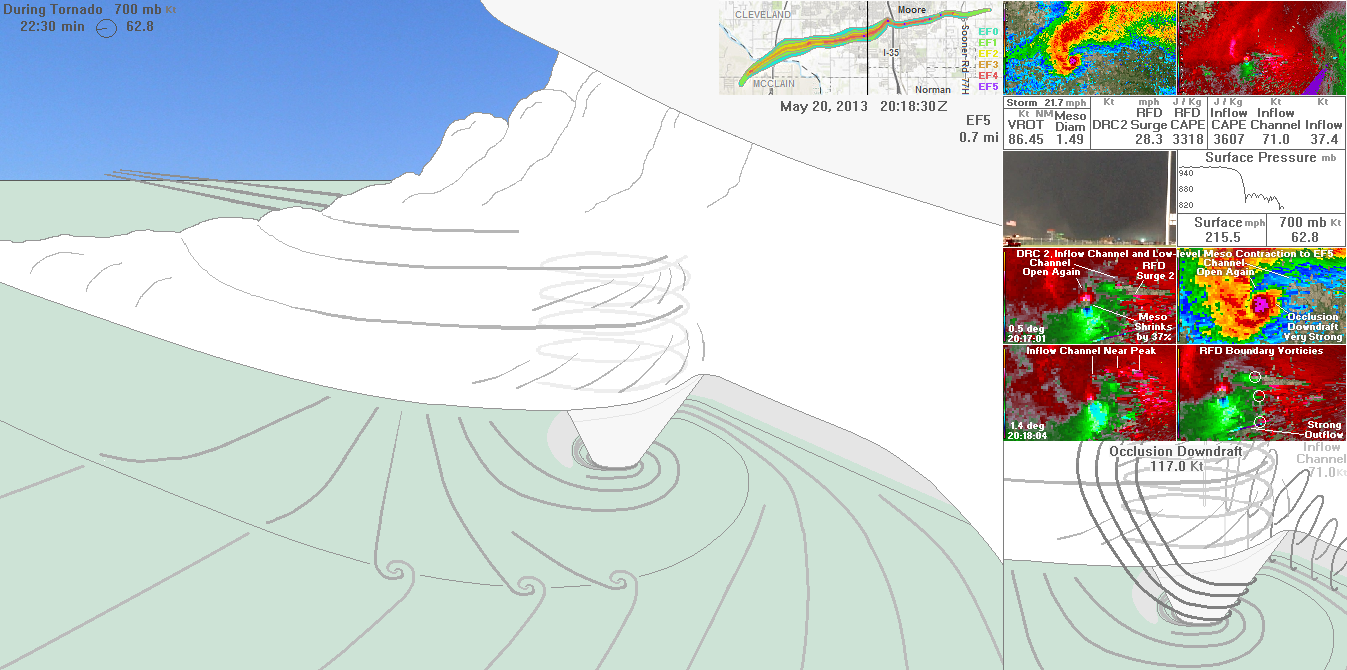 During Tornado 700 mb Kt
22:30 min 62.8
CLEVELAND
Moore
I-35
Sooner Rd
77H
MCCLAIN
Norman
EF0
EF1
EF2
EF3
EF4
EF5
May 20, 2013 20:18:30Z
EF5
0.7 mi
Storm 21.7 mph
Kt NM
VROT Meso Diam
86.45 1.49
Kt mph J / Kg
DRC2 RFD Surge RFD CAPE
28.3 3318
J / Kg Kt Kt
Inflow CAPE Inflow Channel Inflow
3607 71.0 37.4
Surface Pressure mb
940
880
820
Surface mph 700 mb Kt
215.5 62.8
DRC 2, Inflow Channel and Low-level Meso Contraction to EF5
Channel
Open Again
RFD
Surge 2
Meso
Shrinks
by 37%
0.5 deg
20:17:01
Channel
Open Again
Occlusion
Downdraft
Very Strong
Inflow Channel Near Peak
1.4 deg
20:18:04
RFD Boundary Vorticies
Strong
Outflow
Occlusion Downdraft
117.0 Kt
Inflow
Channel
71.0 Kt